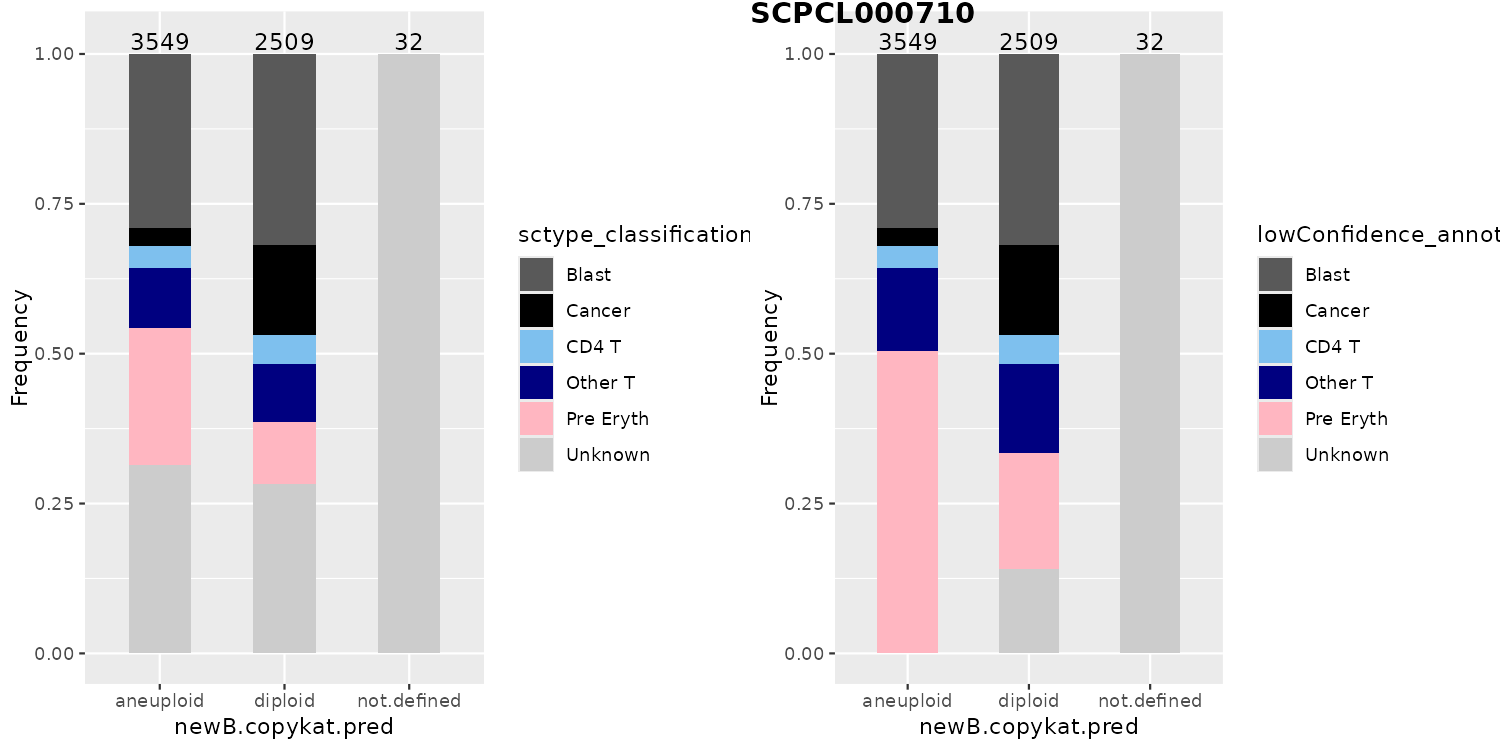 SCPCL000710
3549 2509 32
1.00
0.75
0.50
0.25
0.00
Frequency
aneuploid diploid not.defined
newB.copykat.pred
sctype_classification
Blast
Cancer
CD4 T
Other T
Pre Eryth
Unknown
3549 2509 32
1.00
0.75
0.50
0.25
0.00
Frequency
aneuploid diploid not.defined
newB.copykat.pred
lowConfidence_annot
Blast
Cancer
CD4 T
Other T
Pre Eryth
Unknown